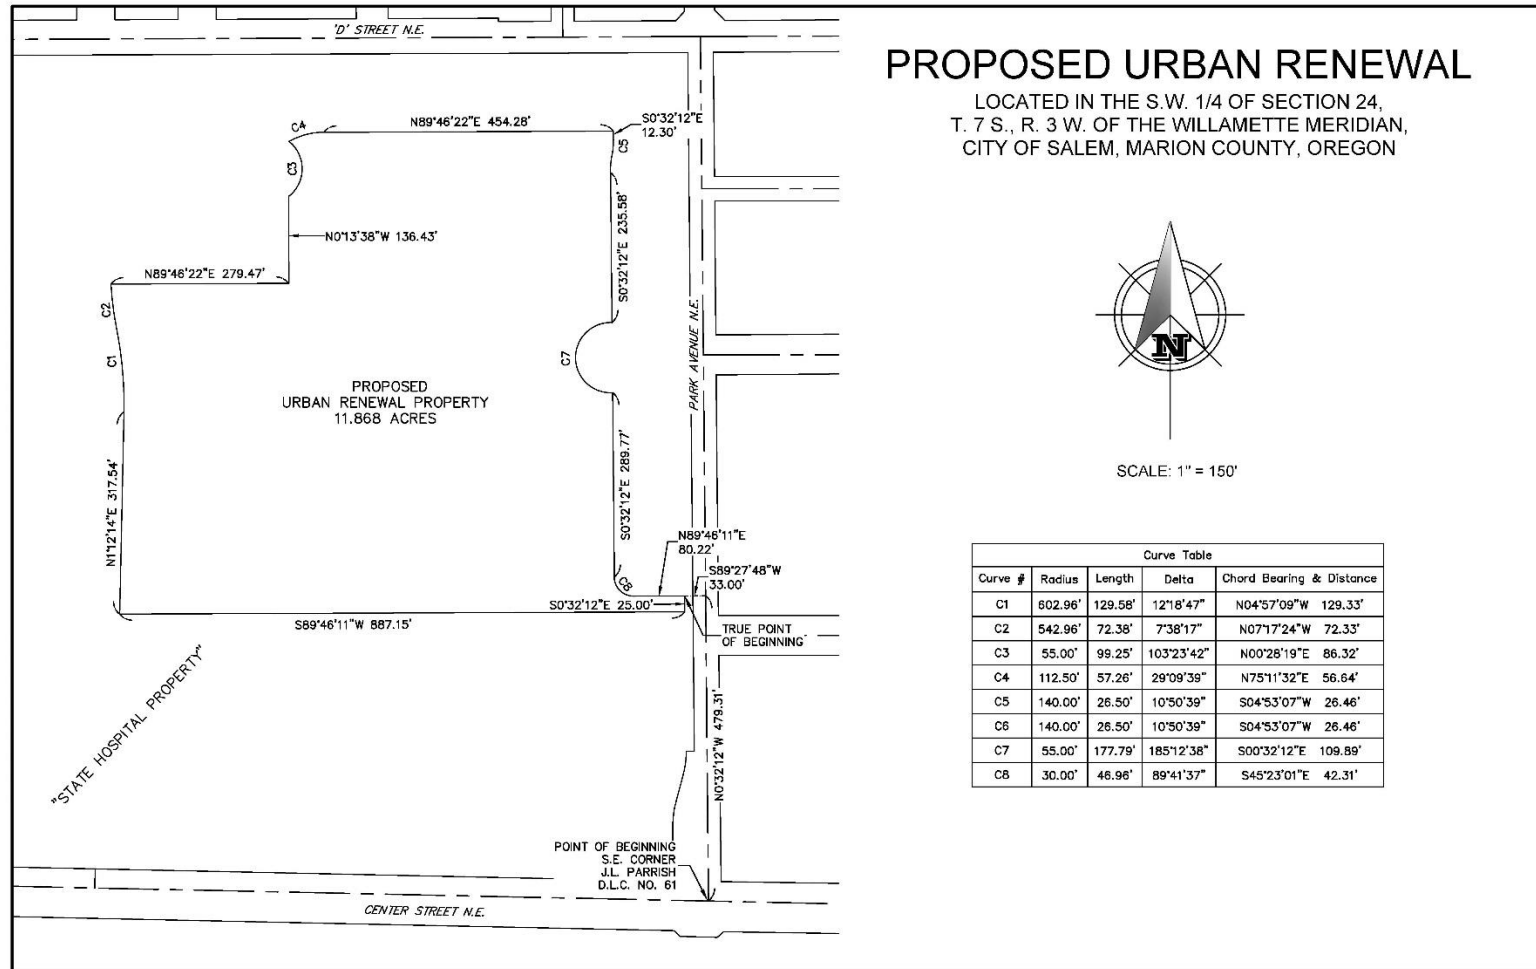 'D' STREET N.E.
PROPOSED URBAN RENEWAL
LOCATED IN THE S.W. 1/4 OF SECTION 24,
T. 7 S., R. 3 W. OF THE WILLAMETTE MERIDIAN,
CITY OF SALEM, MARION COUNTY, OREGON
C4
N89°46'22"E 454.28'
S0°32'12"E
12.30'
C5
C3
S0°32'12"E 235.58'
N0°13'38"W 136.43'
N89°46'22"E 279.47'
C2
C1
C7
PARK AVENUE N.E.
PROPOSED
URBAN RENEWAL PROPERTY
11.868 ACRES
N
SCALE: 1" = 150'
N1°12'14"E 317.54'
S0°32'12"E 289.77'
N89°46'11"E
80.22'
S89°27'48"W
33.00'
C8
S0°32'12"E 25.00'
S89°46'11"W 887.15'
TRUE POINT
OF BEGINNING
"STATE HOSPITAL PROPERTY"
N0°32'12"W 479.31'
POINT OF BEGINNING
S.E. CORNER
J.L. PARRISH
D.L.C. NO. 61
CENTER STREET N.E.
Curve Table
Curve # Radius Length Delta Chord Bearing & Distance
C1 602.96' 129.58' 12°18'47" N04°57'09"W 129.33'
C2 542.96' 72.38' 7°38'17" N07°17'24"W 72.33'
C3 55.00' 99.25' 103°23'42" N00°28'19"E 86.32'
C4 112.50' 57.26' 29°09'39" N75°11'32"E 56.64'
C5 140.00' 26.50' 10°50'39" S04°53'07"W 26.46'
C6 140.00' 26.50' 10°50'39" S04°53'07"W 26.46'
C7 55.00' 177.79' 185°12'38" S00°32'12"E 109.89'
C8 30.00' 46.96' 89°41'37" S45°23'01"E 42.31'